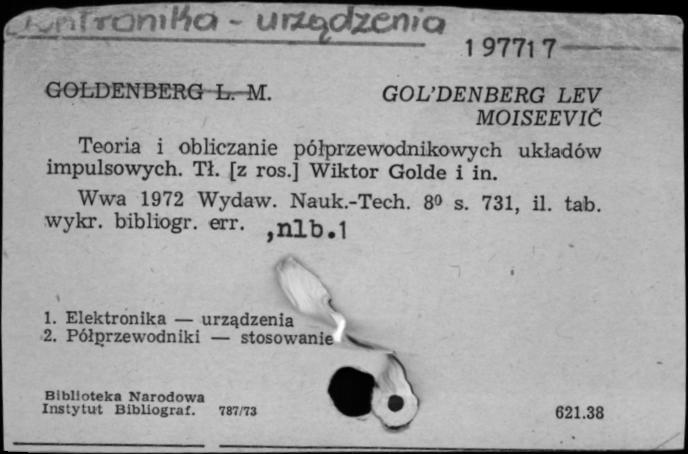 Elektronika - urządzenia
197717
GOLDENBERG L. M. GOL'DENBERG LEV
MOISEEVIČ
Teoria i obliczanie półprzewodnikowych układów
impulsowych. Tł. [z ros.] Wiktor Golde i in.
Wwa 1972 Wydaw. Nauk.-Tech. 8⁰ s. 731, il. tab.
wykr. bibliogr. err. ,nlb.1
1. Elektronika — urządzenia
2. Półprzewodniki — stosowanie
Biblioteka Narodowa
Instytut Bibliograf. 787/73 621.38